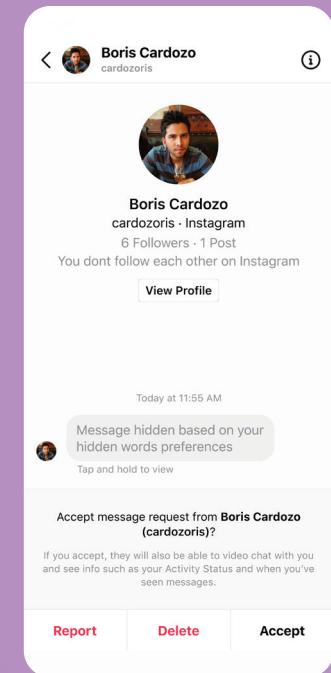 Boris Cardozo
cardozoris
Boris Cardozo
cardozoris · Instagram
6 Followers · 1 Post
You dont follow each other on Instagram
View Profile
Today at 11:55 AM
Message hidden based on your
hidden words preferences
Tap and hold to view
Accept message request from Boris Cardozo
(cardozoris)?
If you accept, they will also be able to video chat with you
and see info such as your Activity Status and when you've
seen messages.
Report Delete Accept